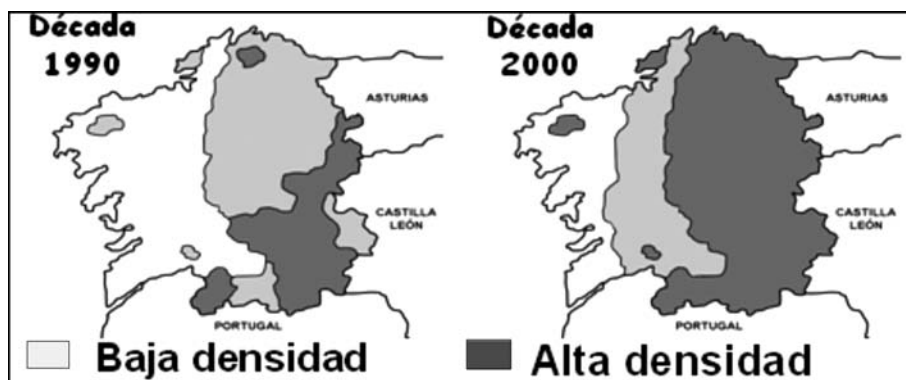 Década
1990
ASTURIAS
CASTILLA
LEÓN
PORTUGAL
Baja densidad
Década
2000
ASTURIAS
CASTILLA
LEÓN
PORTUGAL
Alta densidad